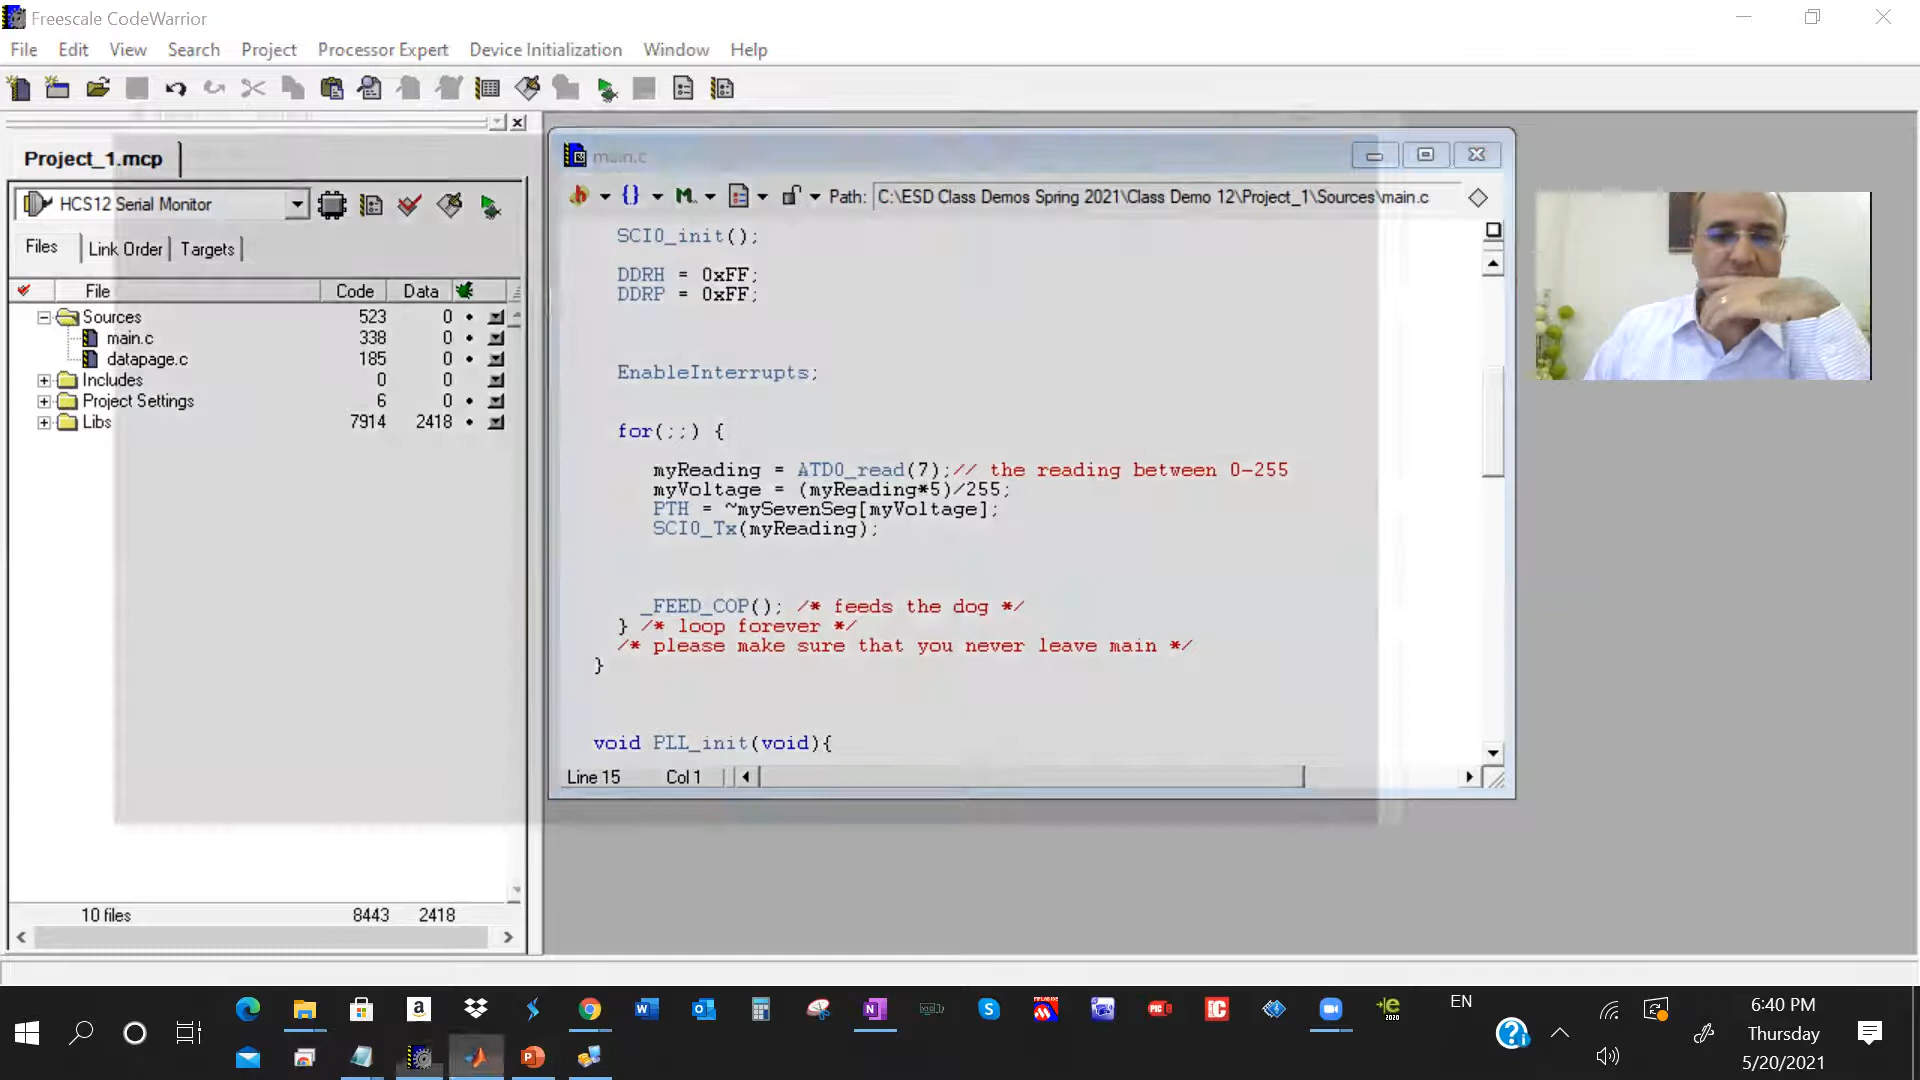 Freescale CodeWarrior
File Edit View Search Project Processor Expert Device Initialization Window Help
Project_1.mcp
HCS12 Serial Monitor
Files Link Order Targets
File Code Data
Sources 523 0
main.c 338 0
datapage.c 185 0
Includes 0 0
Project Settings 6 0
Libs 7914 2418
10 files 8443 2418
main.c
Path: C:\ESD Class Demos Spring 2021\Class Demo 12\Project_1\Sources\main.c
SCI0_init();
DDRH = 0xFF;
DDRP = 0xFF;
EnableInterrupts;
for(;;) {
myReading = ATD0_read(7);// the reading between 0-255
myVoltage = (myReading*5)/255;
PTH = ~mySevenSeg[myVoltage];
SCI0_Tx(myReading);
_FEED_COP(); /* feeds the dog */
} /* loop forever */
/* please make sure that you never leave main */
}
void PLL_init(void){
Line 15 Col 1
EN
6:40 PM
Thursday
5/20/2021